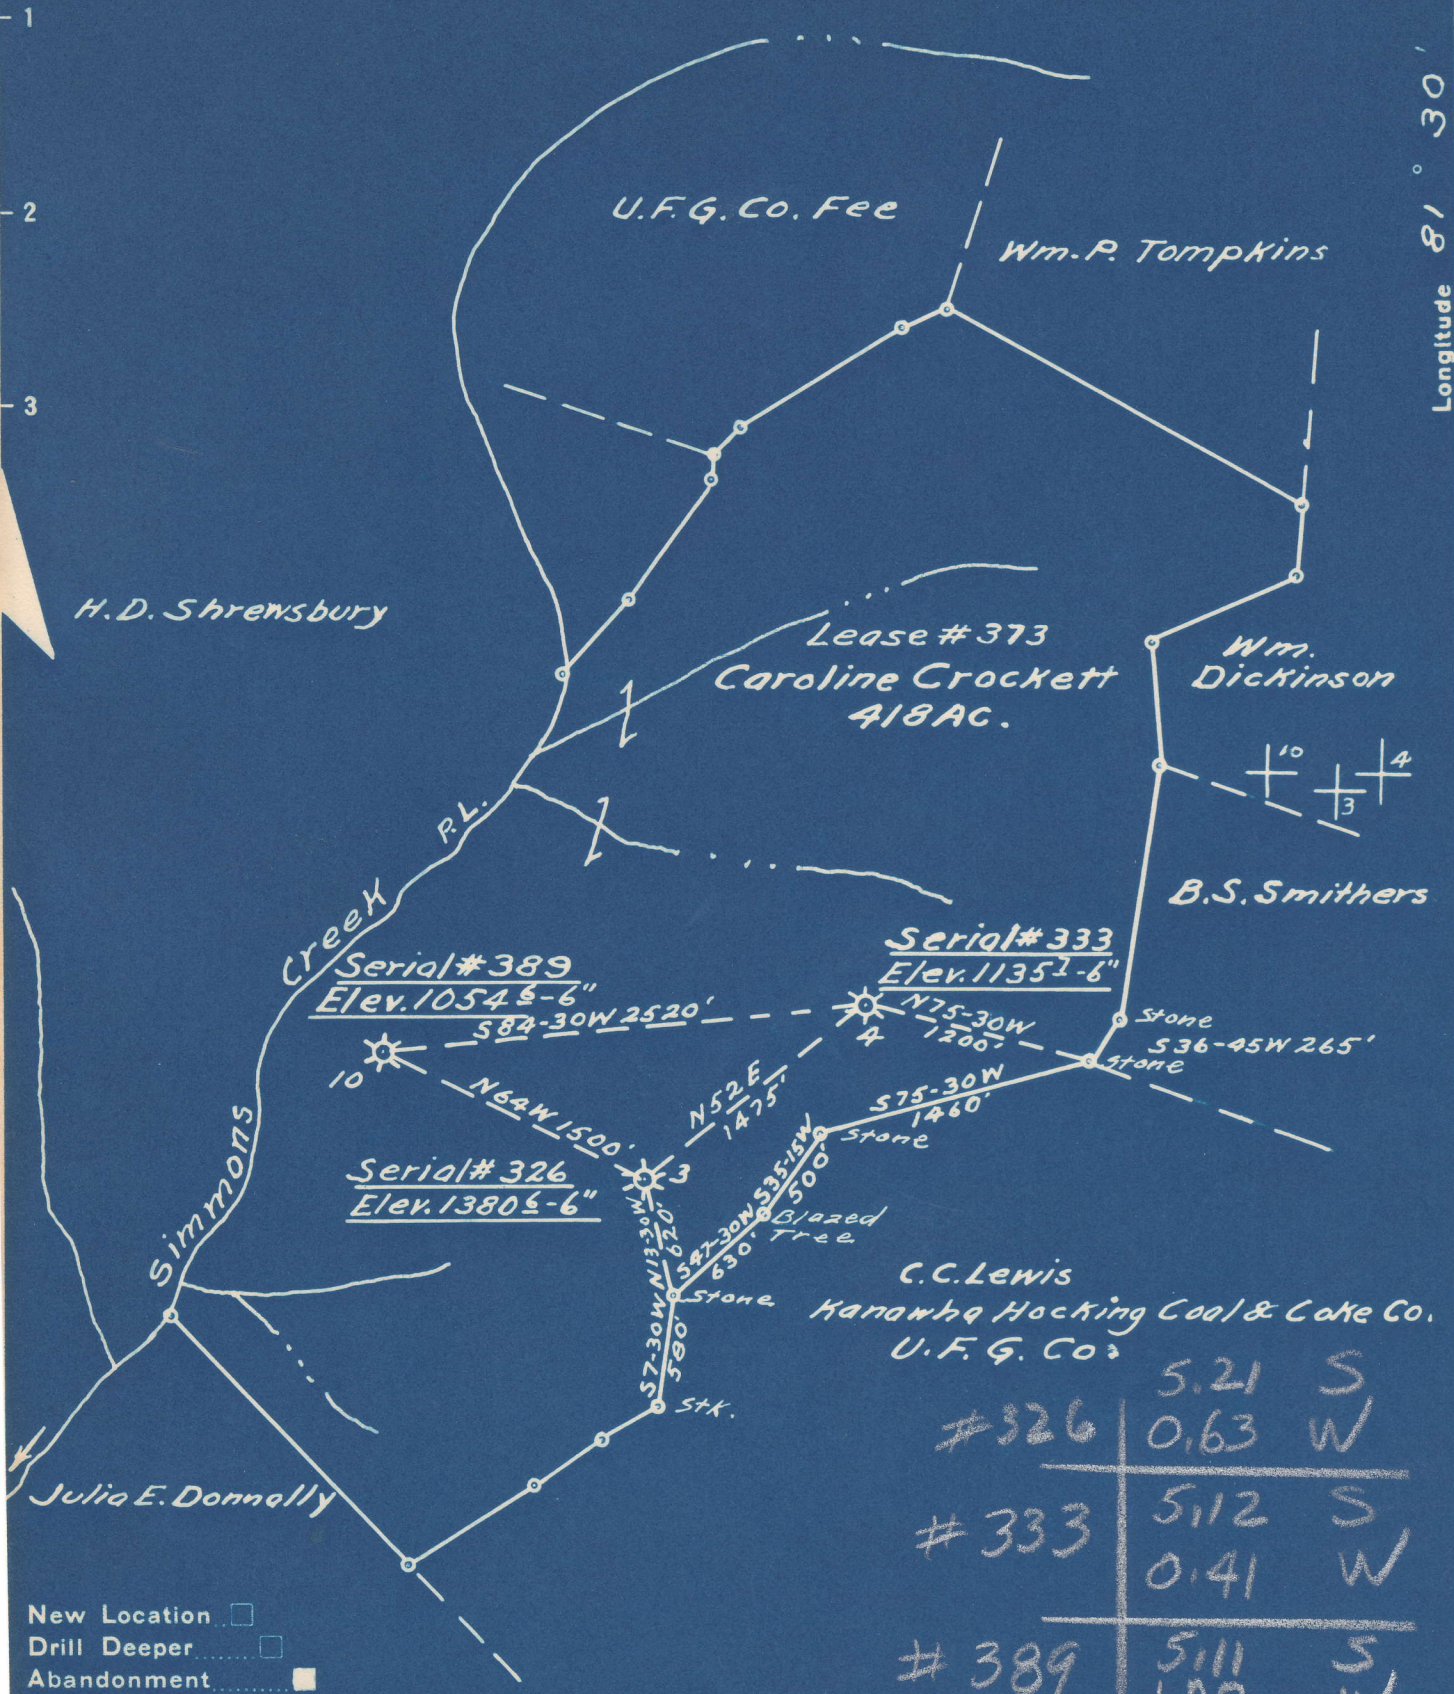 1
2
3
Longitude 81° 30'
U.F.G. Co. Fee
Wm. P. Tompkins
H.D. Shrewsbury
Lease # 373
Caroline Crockett
418 AC.
Wm.
Dickinson
10
4
3
P.L.
B.S. Smithers
Simmons Creek
Serial # 389
Elev. 1054 6-6"
Serial # 333
Elev. 1135 1-6"
S84-30W 2520'
N75-30W
1200'
4
Stone
S36-45W 265'
Stone
10
N64W 1500'
N52E
1475'
S75-30W
1460'
Stone
3
Serial # 326
Elev. 1380 6-6"
S35-15W
500'
Blazed
Tree
N13-30W
620'
S47-30W
630'
Stone
C.C. Lewis
Kanawha Hocking Coal & Coke Co.
U.F.G. Co.
S7-30W
580'
Stk.
Julia E. Donnally
#326 5.21 S
0.63 W
#333 5.12 S
0.41 W
#389 5.11 S
W
New Location
Drill Deeper
Abandonment